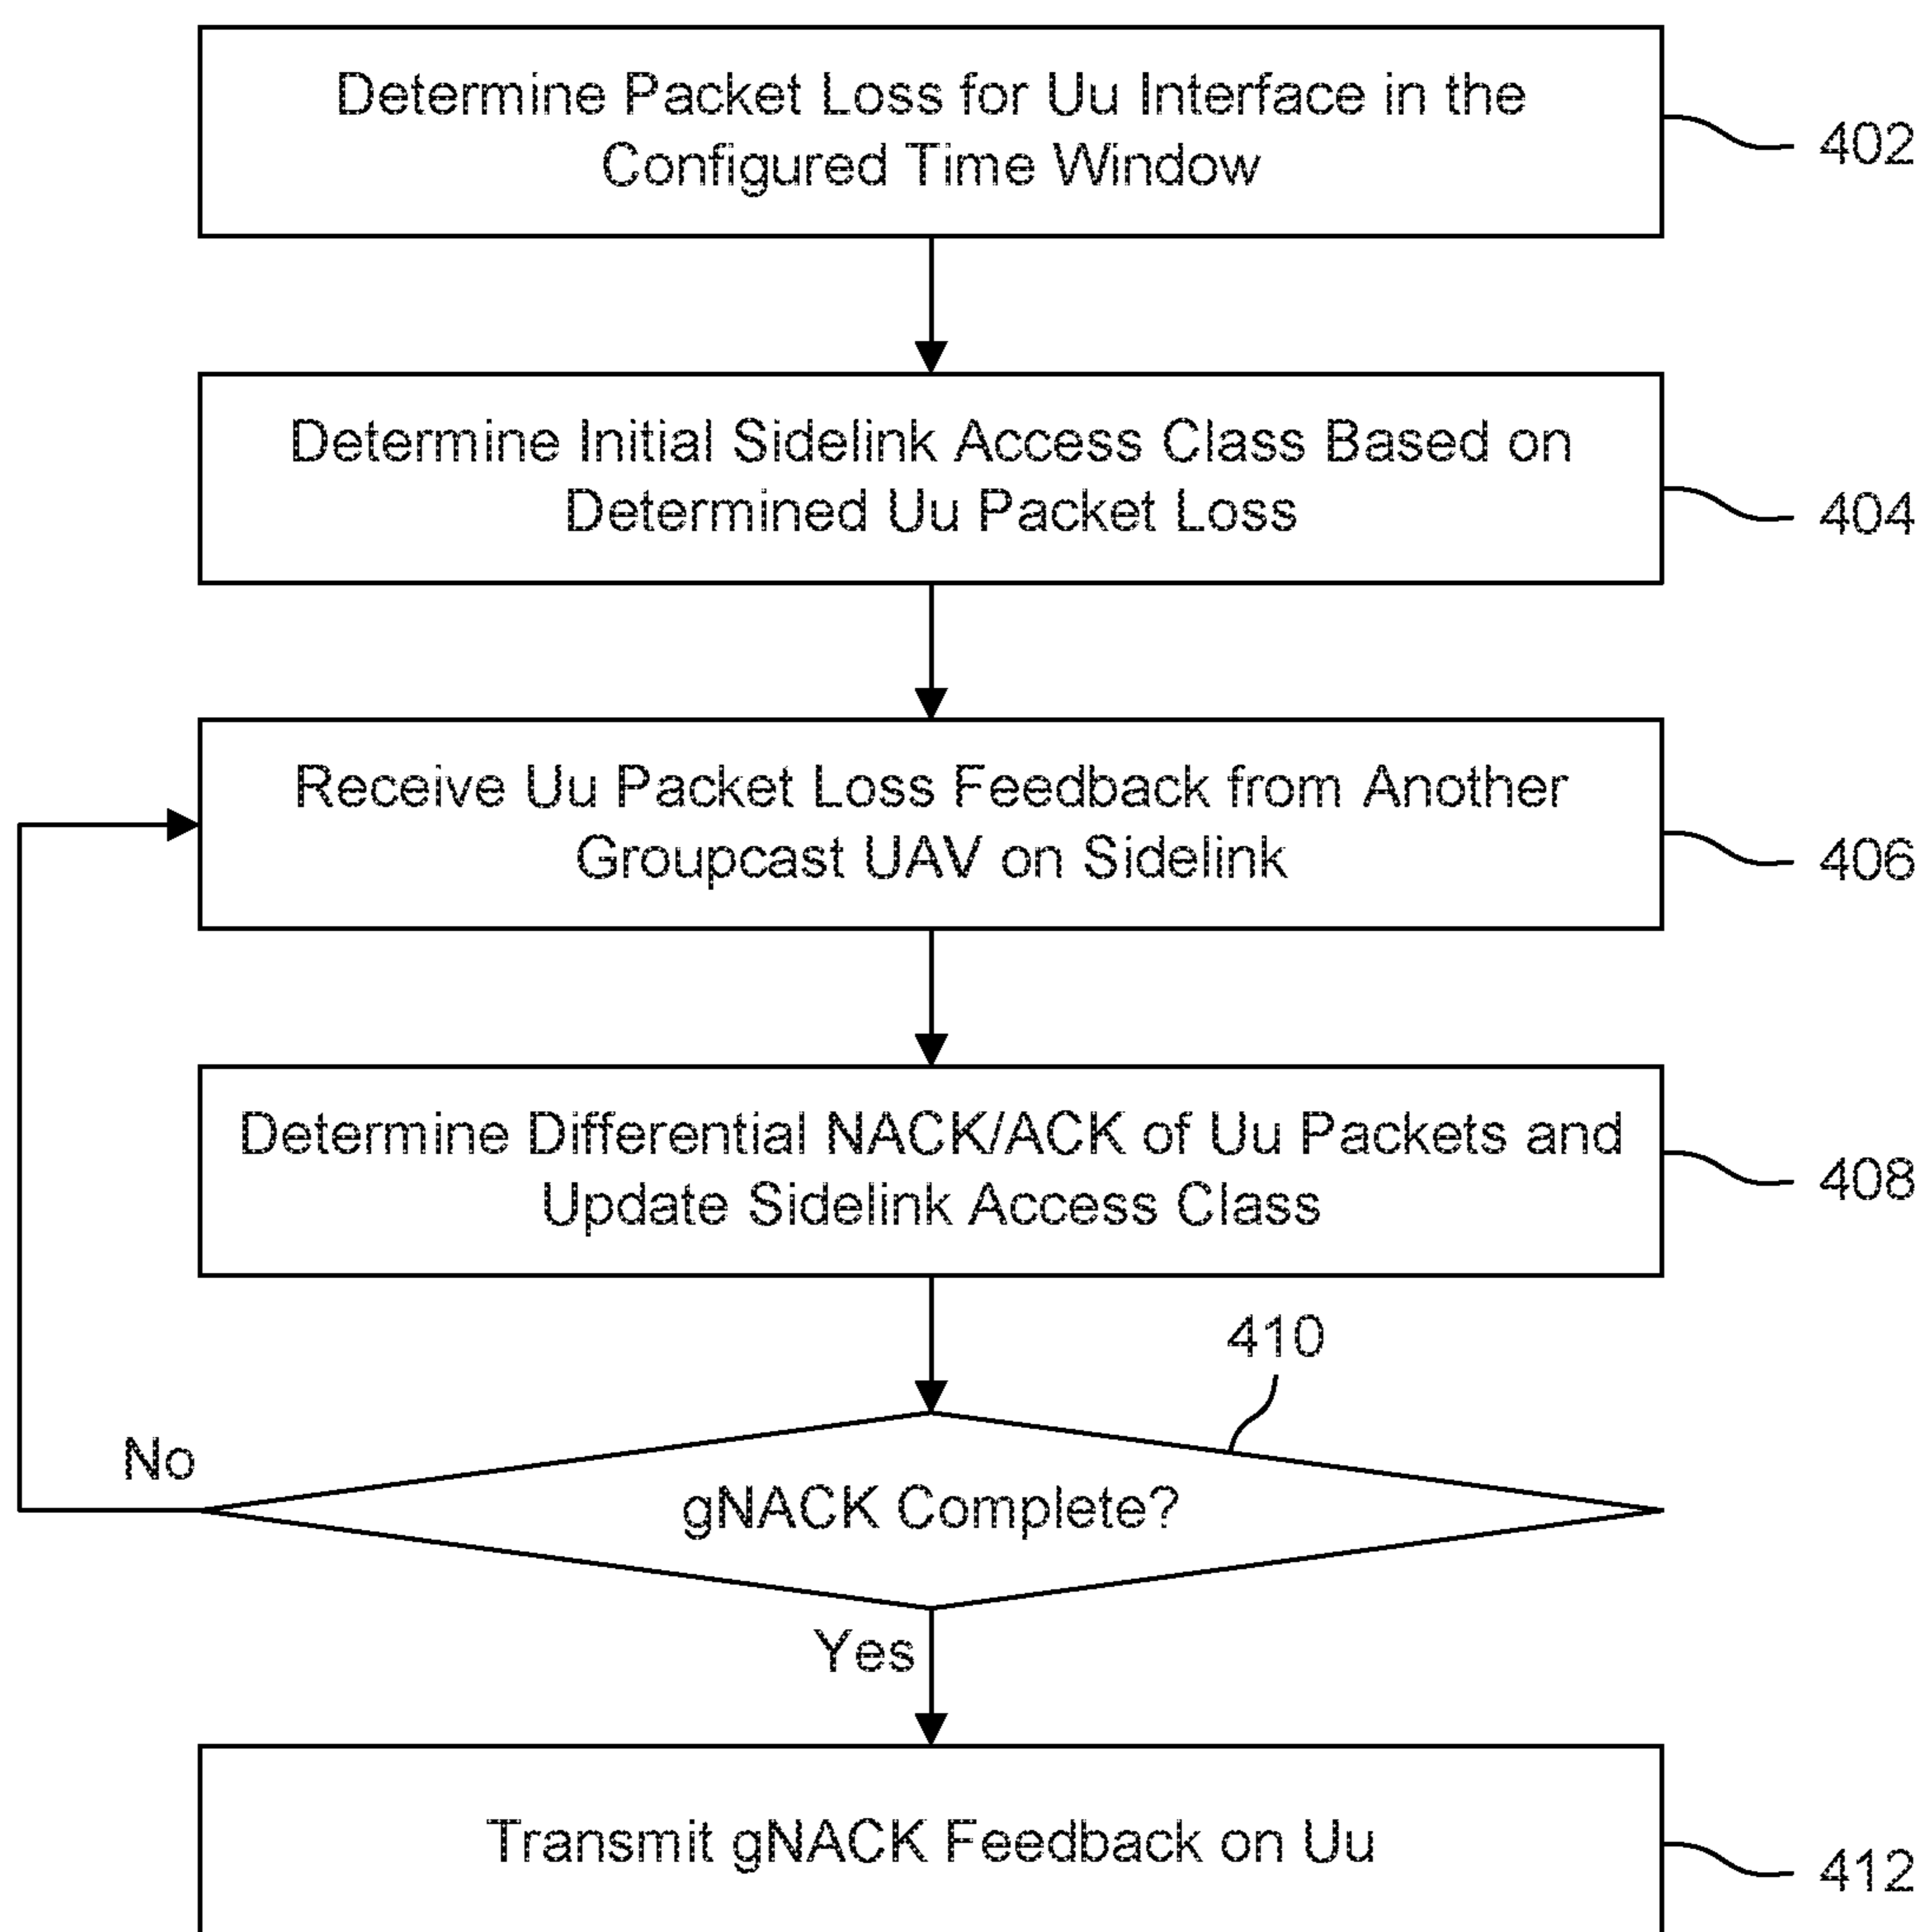 Determine Packet Loss for Uu Interface in the
Configured Time Window
402
Determine Initial Sidelink Access Class Based on
Determined Uu Packet Loss
404
Receive Uu Packet Loss Feedback from Another
Groupcast UAV on Sidelink
406
Determine Differential NACK/ACK of Uu Packets and
Update Sidelink Access Class
408
410
No
gNACK Complete?
Yes
Transmit gNACK Feedback on Uu
412